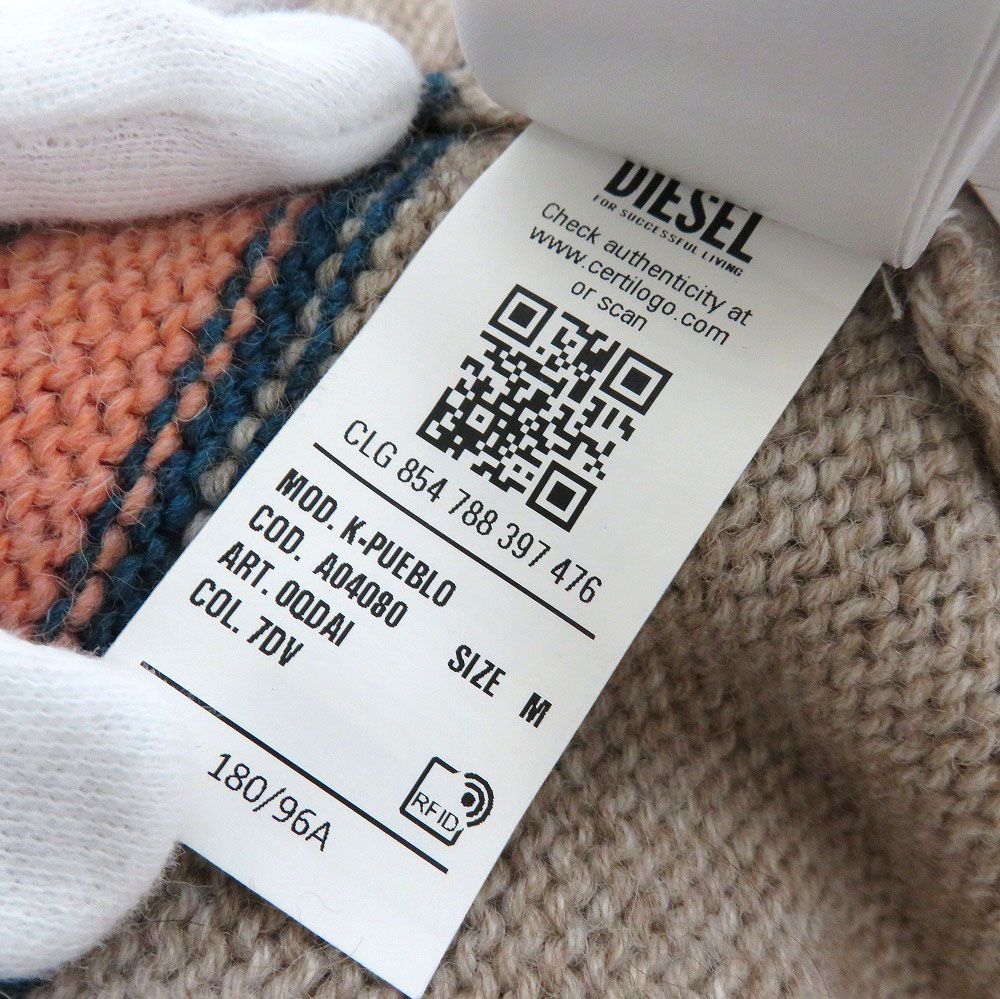 DIESEL
FOR SUCCESSFUL LIVING
Check authenticity at
www.certilogo.com
or scan
CLG 854 788 397 476
MOD. K-PUEBLO
COD. A04080
ART. 0QDAI
COL. 7DV
SIZE M
180/96A
RFID